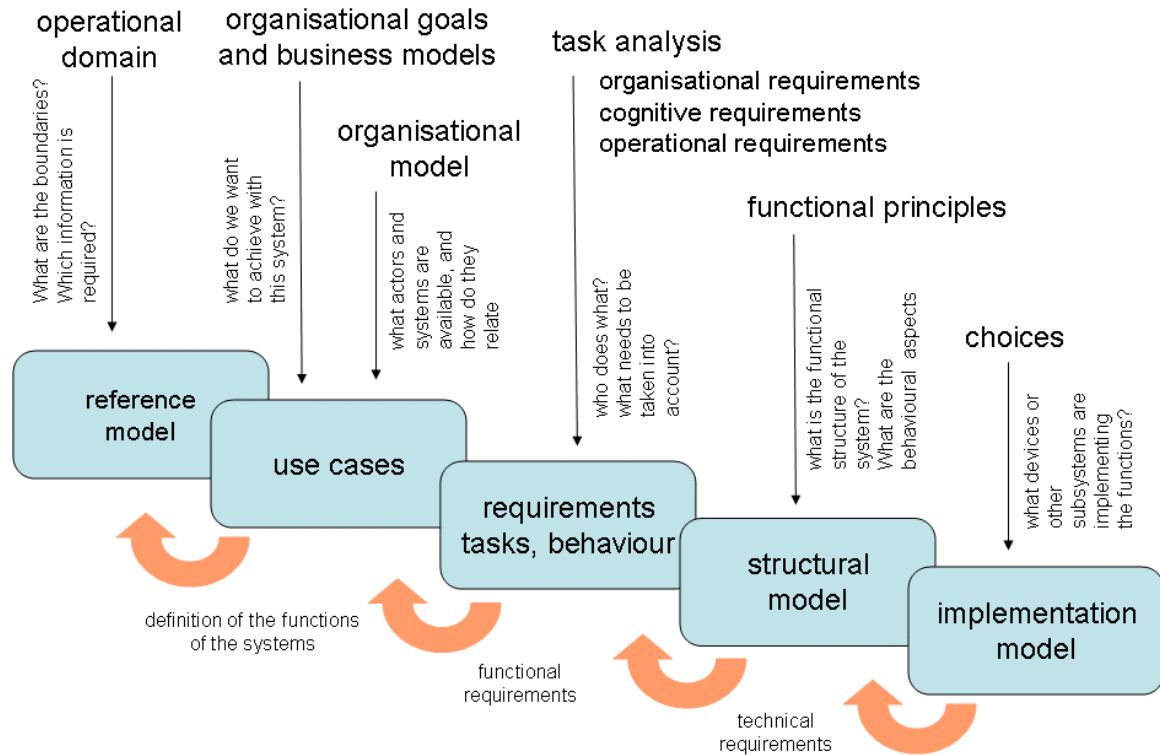 operational
domain
organisational goals
and business models
task analysis
organisational requirements
cognitive requirements
operational requirements
organisational
model
functional principles
choices
What are the boundaries?
Which information is
required?
what do we want
to achieve with
this system?
what actors and
systems are
available, and
how do they
relate
who does what?
what needs to be
taken into
account?
what is the functional
structure of the
system?
What are the
behavioural aspects
what devices or
other
subsystems are
implementing
the functions?
reference
model
use cases
requirements
tasks, behaviour
structural
model
implementation
model
definition of the functions
of the systems
functional
requirements
technical
requirements